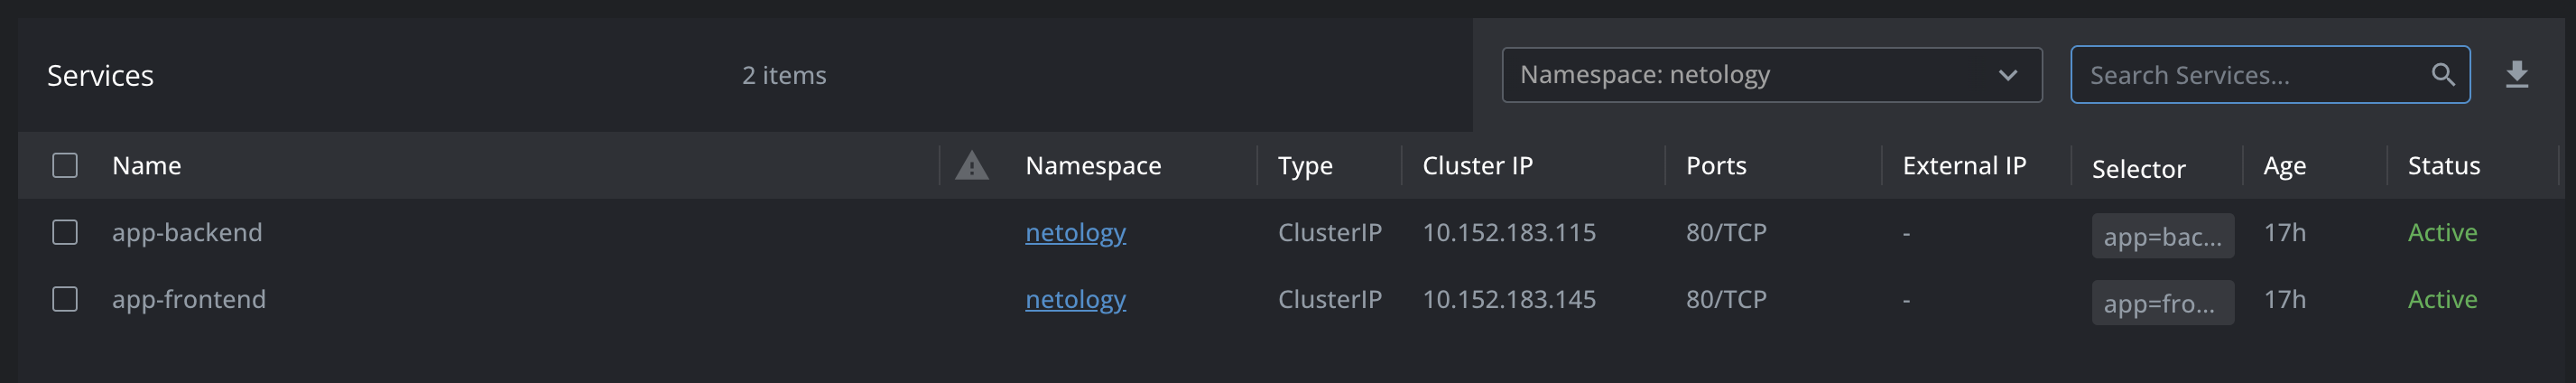 Services 2 items Namespace: netology Search Services...
Name Namespace Type Cluster IP Ports External IP Selector Age Status
app-backend netology ClusterIP 10.152.183.115 80/TCP - app=bac... 17h Active
app-frontend netology ClusterIP 10.152.183.145 80/TCP - app=fro... 17h Active